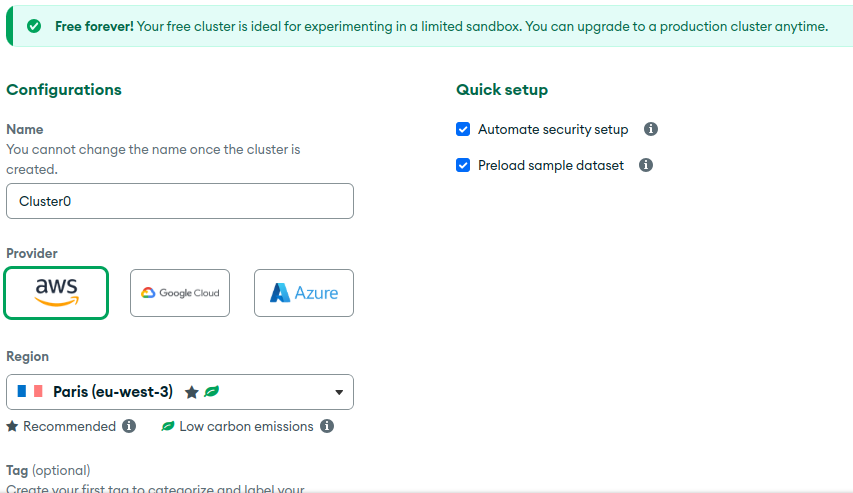 Free forever! Your free cluster is ideal for experimenting in a limited sandbox. You can upgrade to a production cluster anytime.
Configurations
Name
You cannot change the name once the cluster is
created.
Cluster0
Provider
aws
Google Cloud
Azure
Region
Paris (eu-west-3)
Recommended
Low carbon emissions
Tag (optional)
Create your first tag to categorize and label your
Quick setup
Automate security setup
Preload sample dataset